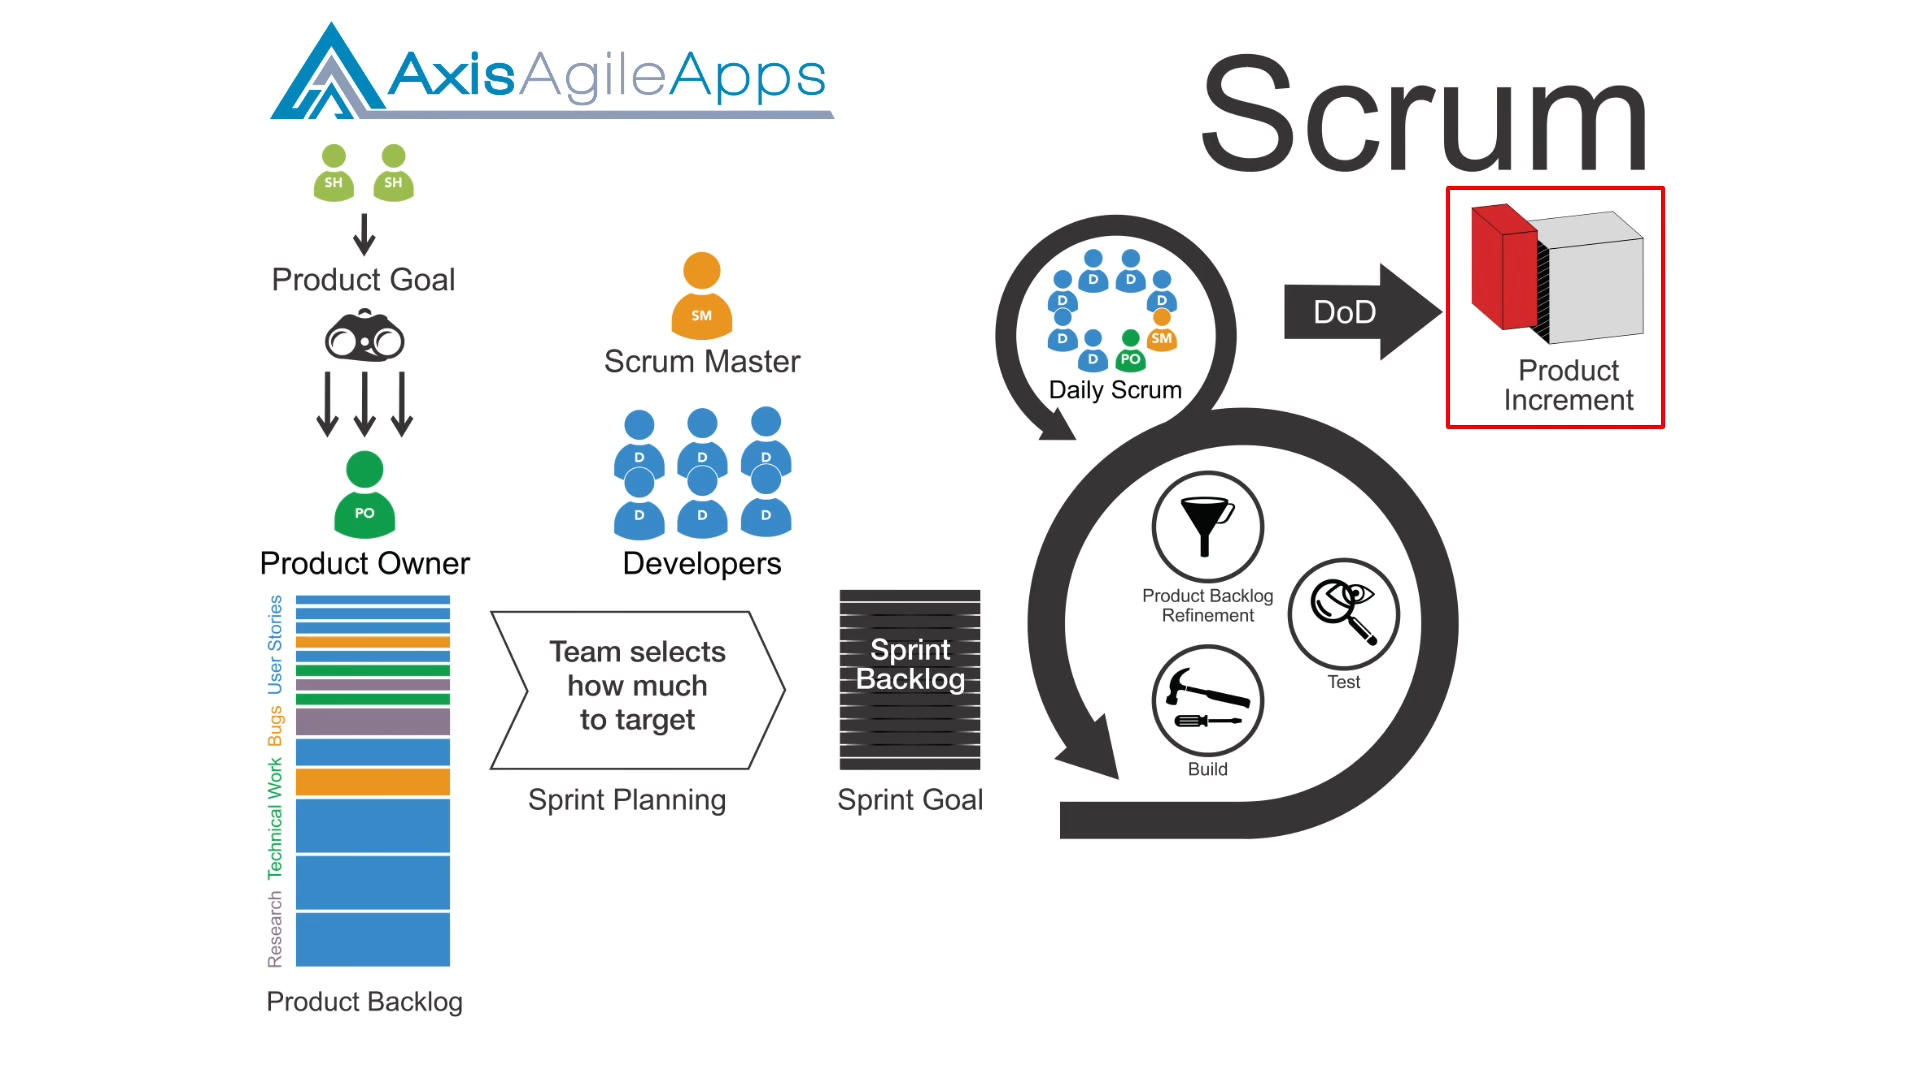 AxisAgileApps
Scrum
SH SH
Product Goal
SM
Scrum Master
PO
Product Owner
D D D
D D D
Developers
D D
D D
D SM
D PO
Daily Scrum
DoD
Product
Increment
User Stories
Bugs
Technical Work
Research
Product Backlog
Team selects
how much
to target
Sprint Planning
Sprint
Backlog
Sprint Goal
Product Backlog
Refinement
Test
Build